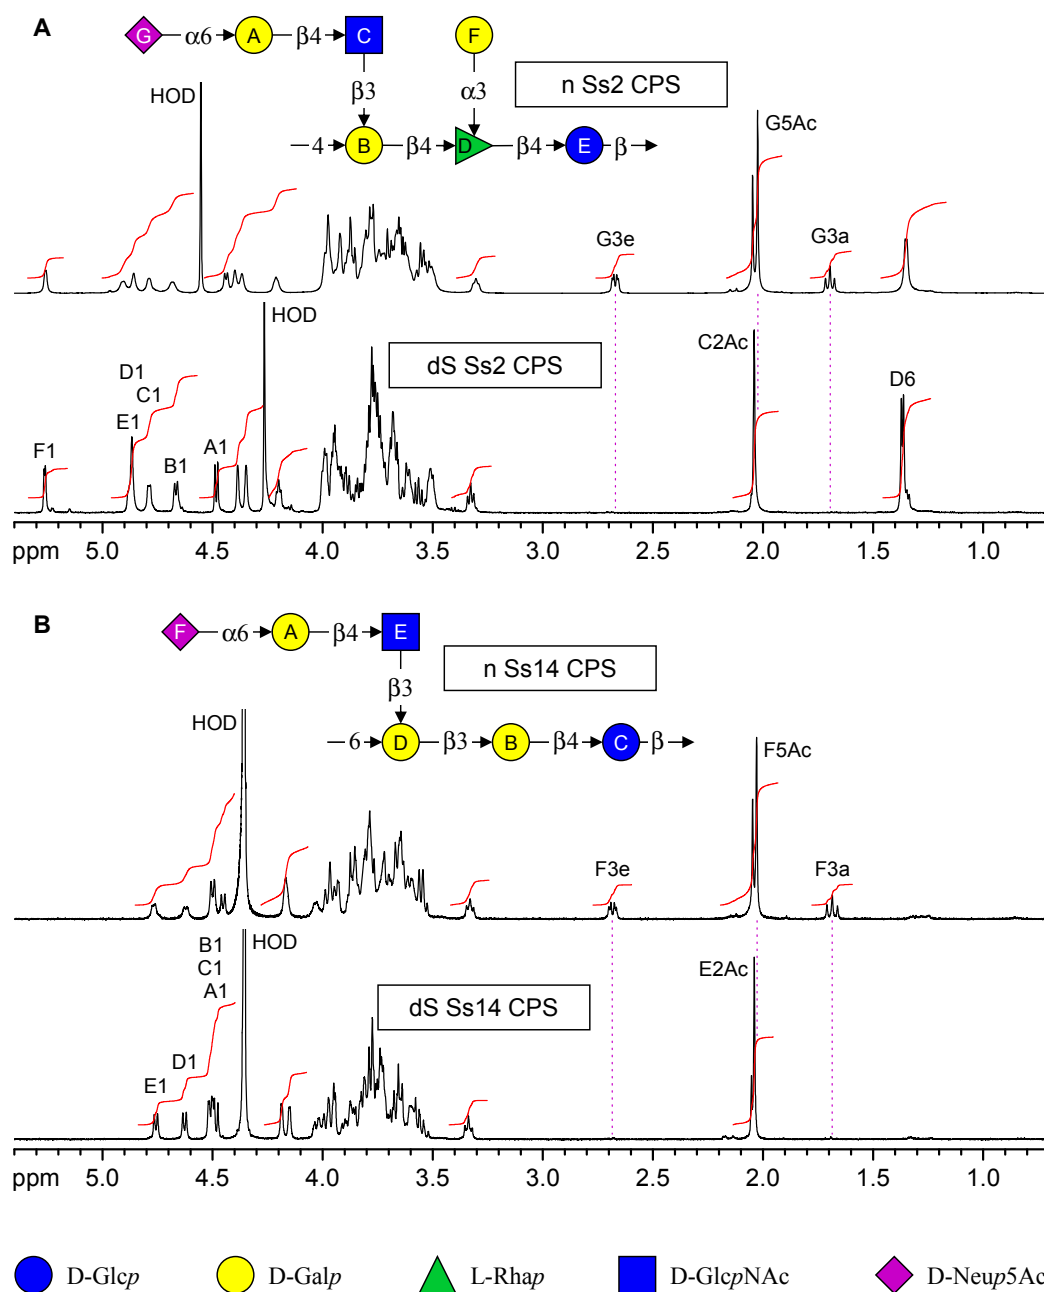 A
G α6 A β4 C F
β3 α3 n Ss2 CPS
4 B β4 D β4 E β
HOD
G5Ac
G3e G3a
HOD
dS Ss2 CPS
C2Ac
D1
C1
E1
F1 B1 A1 D6
ppm 5.0 4.5 4.0 3.5 3.0 2.5 2.0 1.5 1.0
B
F α6 A β4 E
β3 n Ss14 CPS
6 D β3 B β4 C β
HOD
F5Ac
F3e F3a
B1
C1
A1
HOD
dS Ss14 CPS
E2Ac
D1
E1
ppm 5.0 4.5 4.0 3.5 3.0 2.5 2.0 1.5 1.0
D-Glcp D-Galp L-Rhap D-GlcpNAc D-Neup5Ac